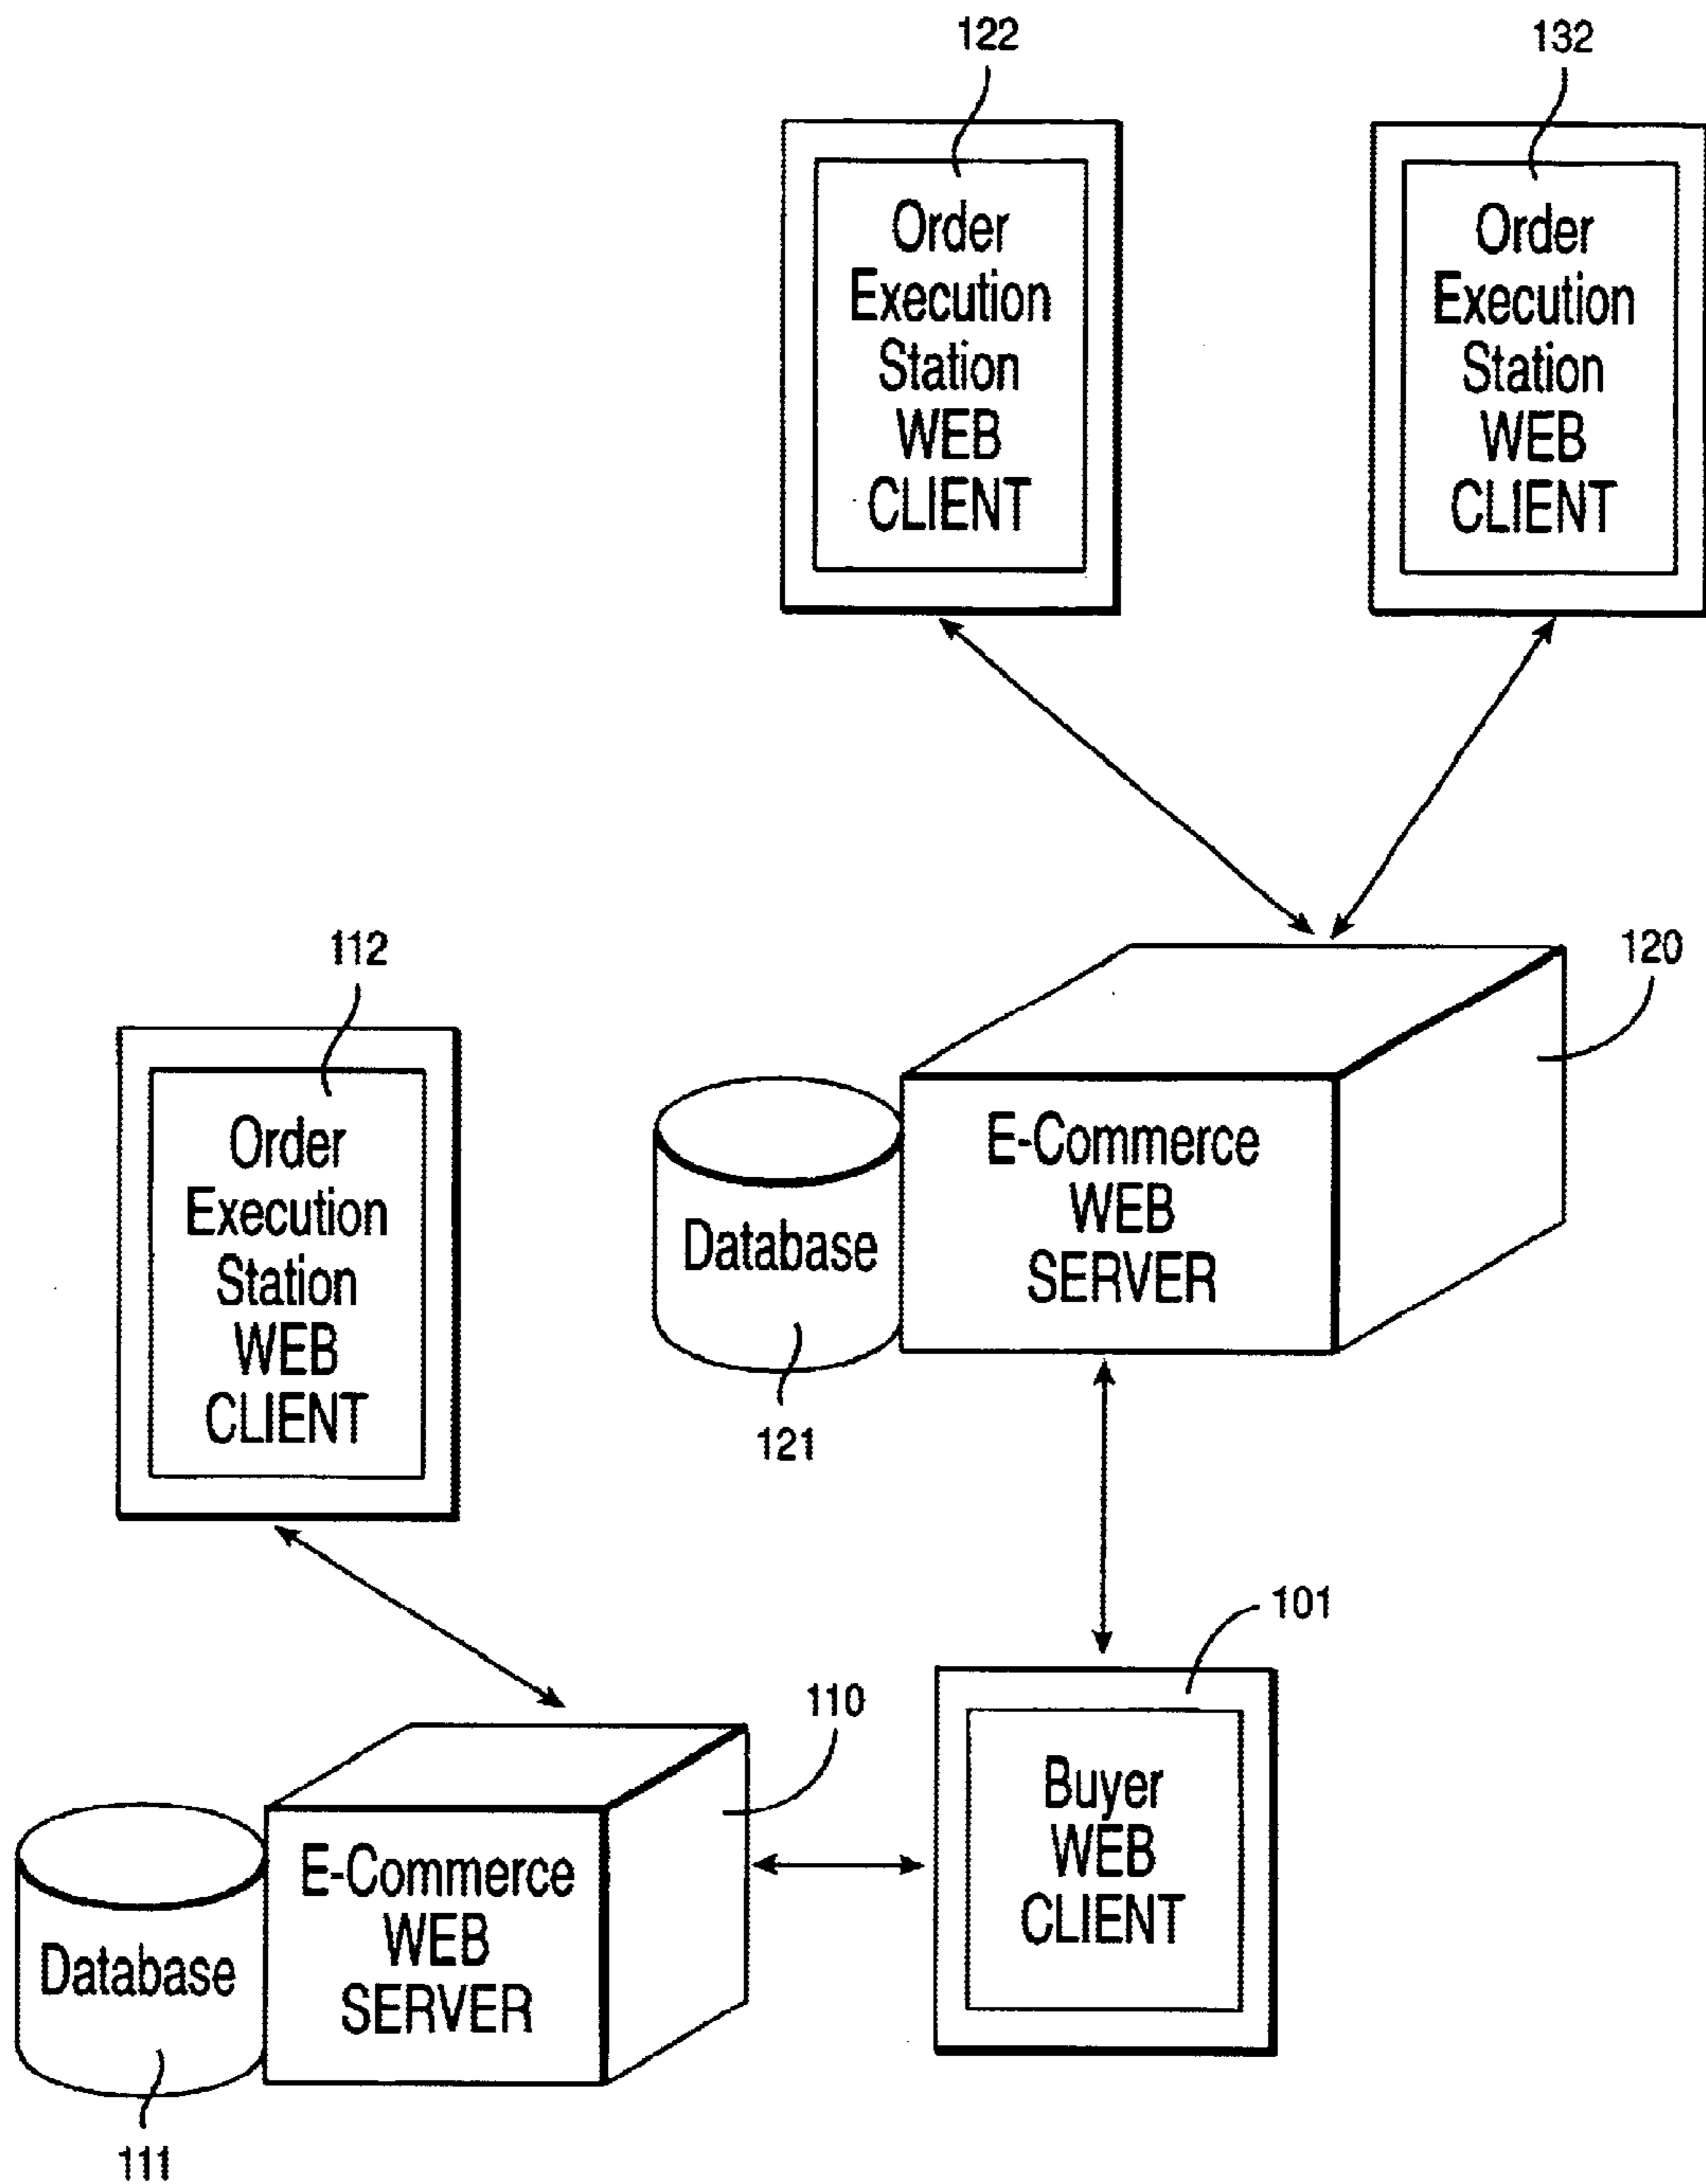 122
132
Order
Execution
Station
WEB
CLIENT
Order
Execution
Station
WEB
CLIENT
112
120
Order
Execution
Station
WEB
CLIENT
E-Commerce
WEB
SERVER
Database
121
101
110
Buyer
WEB
CLIENT
E-Commerce
WEB
SERVER
Database
111